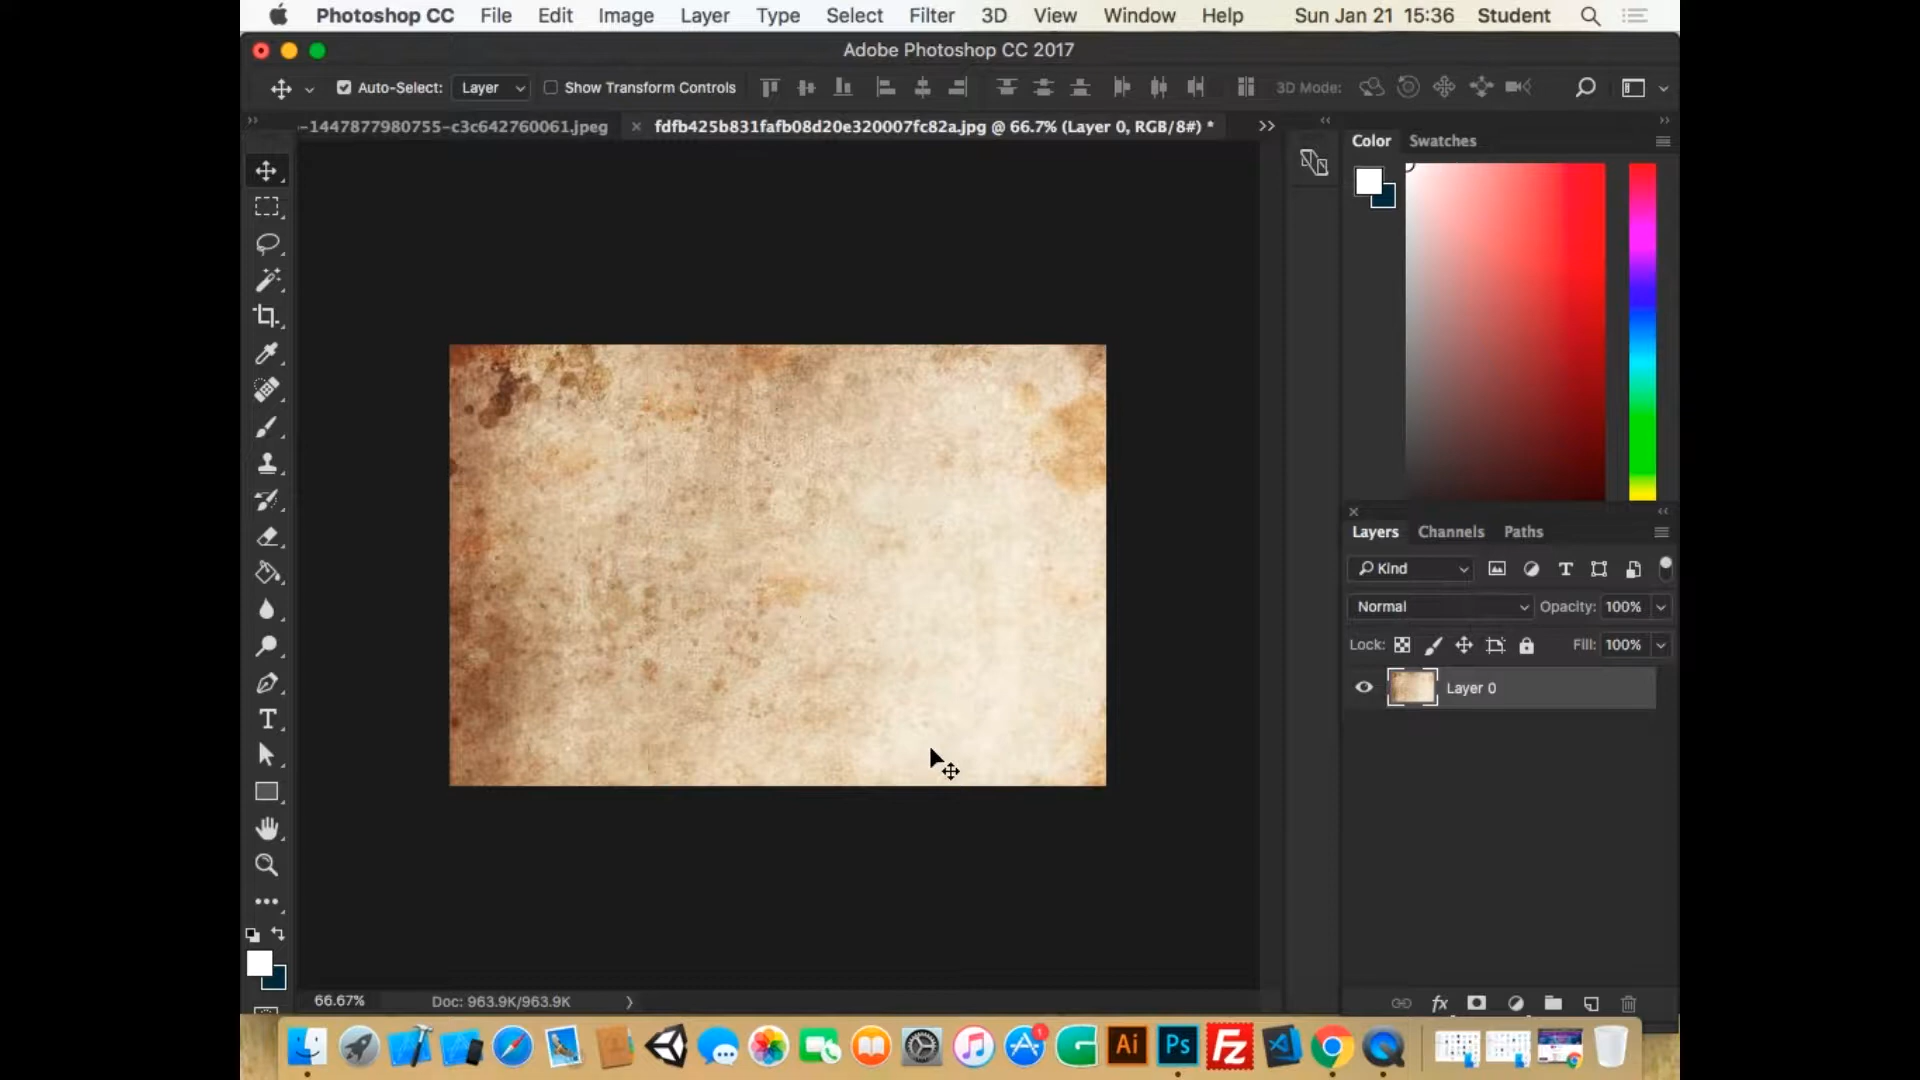 Photoshop CC File Edit Image Layer Type Select Filter 3D View Window Help Sun Jan 21 15:36 Student
Adobe Photoshop CC 2017
Auto-Select: Layer Show Transform Controls 3D Mode:
-1447877980755-c3c642760061.jpeg × fdfb425b831fafb08d20e320007fc82a.jpg @ 66.7% (Layer 0, RGB/8#) *
Color Swatches
Layers Channels Paths
Kind
Normal Opacity: 100%
Lock: Fill: 100%
Layer 0
66.67% Doc: 963.9K/963.9K
1
Ai Ps Fz